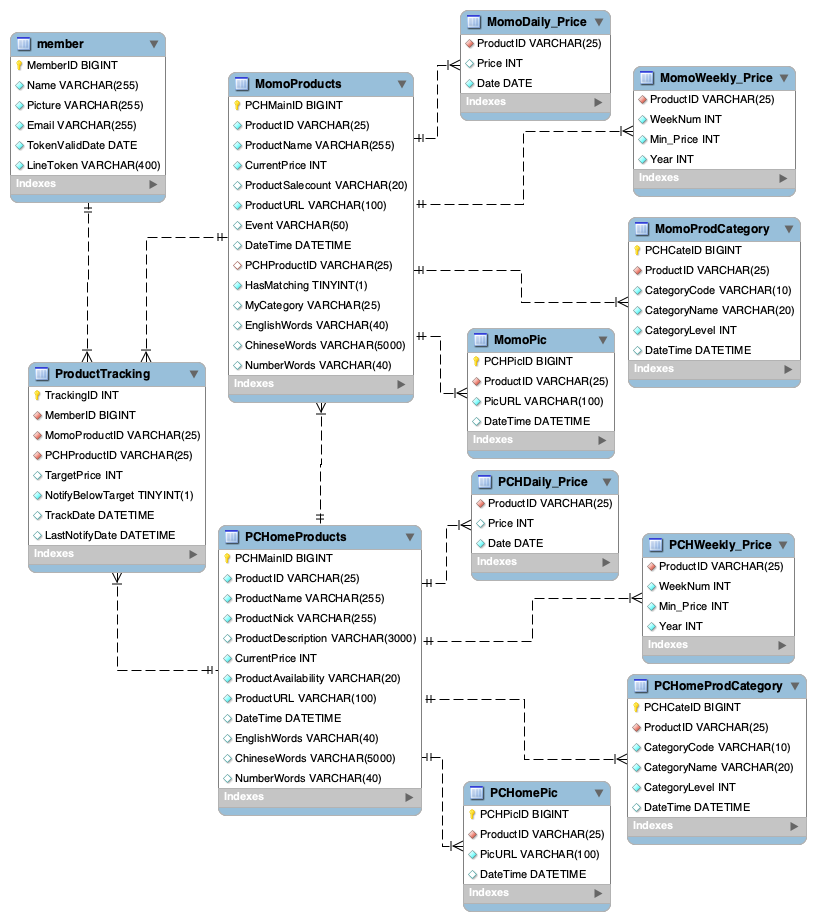 member
MemberID BIGINT
Name VARCHAR(255)
Picture VARCHAR(255)
Email VARCHAR(255)
TokenValidDate DATE
LineToken VARCHAR(400)
Indexes
MomoProducts
PCHMainID BIGINT
ProductID VARCHAR(25)
ProductName VARCHAR(255)
CurrentPrice INT
ProductSalecount VARCHAR(20)
ProductURL VARCHAR(100)
Event VARCHAR(50)
DateTime DATETIME
PCHProductID VARCHAR(25)
HasMatching TINYINT(1)
MyCategory VARCHAR(25)
EnglishWords VARCHAR(40)
ChineseWords VARCHAR(5000)
NumberWords VARCHAR(40)
Indexes
MomoDaily_Price
ProductID VARCHAR(25)
Price INT
Date DATE
Indexes
MomoWeekly_Price
ProductID VARCHAR(25)
WeekNum INT
Min_Price INT
Year INT
Indexes
MomoProdCategory
PCHCateID BIGINT
ProductID VARCHAR(25)
CategoryCode VARCHAR(10)
CategoryName VARCHAR(20)
CategoryLevel INT
DateTime DATETIME
Indexes
MomoPic
PCHPicID BIGINT
ProductID VARCHAR(25)
PicURL VARCHAR(100)
DateTime DATETIME
Indexes
ProductTracking
TrackingID INT
MemberID BIGINT
MomoProductID VARCHAR(25)
PCHProductID VARCHAR(25)
TargetPrice INT
NotifyBelowTarget TINYINT(1)
TrackDate DATETIME
LastNotifyDate DATETIME
Indexes
PCHomeProducts
PCHMainID BIGINT
ProductID VARCHAR(25)
ProductName VARCHAR(255)
ProductNick VARCHAR(255)
ProductDescription VARCHAR(3000)
CurrentPrice INT
ProductAvailability VARCHAR(20)
ProductURL VARCHAR(100)
DateTime DATETIME
EnglishWords VARCHAR(40)
ChineseWords VARCHAR(5000)
NumberWords VARCHAR(40)
Indexes
PCHDaily_Price
ProductID VARCHAR(25)
Price INT
Date DATE
Indexes
PCHWeekly_Price
ProductID VARCHAR(25)
WeekNum INT
Min_Price INT
Year INT
Indexes
PCHomeProdCategory
PCHCateID BIGINT
ProductID VARCHAR(25)
CategoryCode VARCHAR(10)
CategoryName VARCHAR(20)
CategoryLevel INT
DateTime DATETIME
Indexes
PCHomePic
PCHPicID BIGINT
ProductID VARCHAR(25)
PicURL VARCHAR(100)
DateTime DATETIME
Indexes